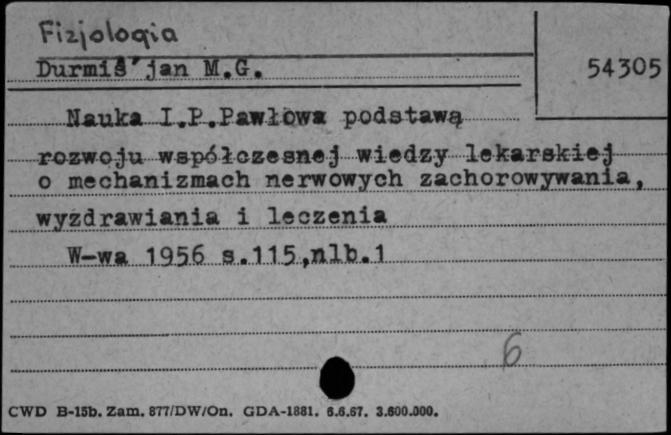 Fizjologia
Durmiš'jan M.G.
54305
Nauka I.P.Pawłowa podstawą
rozwoju współczesnej wiedzy lekarskiej
o mechanizmach nerwowych zachorowywania,
wyzdrawiania i leczenia
W-wa 1956 s.115,nlb.1
6
CWD B-15b. Zam. 877/DW/On. GDA-1881. 6.6.67. 3.600.000.